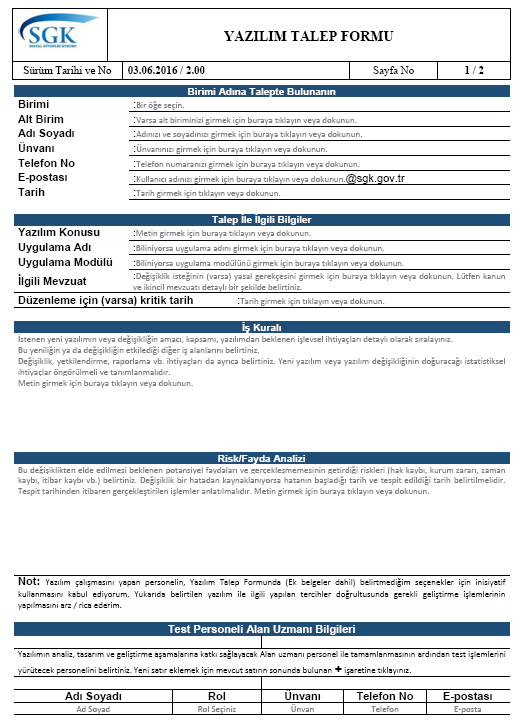 SGK
SOSYAL GÜVENLİK KURUMU
YAZILIM TALEP FORMU
Sürüm Tarihi ve No 03.06.2016 / 2.00 Sayfa No 1 / 2
Birimi Adına Talepte Bulunanın
Birimi :Bir öğe seçin.
Alt Birim :Varsa alt biriminizi girmek için buraya tıklayın veya dokunun.
Adı Soyadı :Adınızı ve soyadınızı girmek için buraya tıklayın veya dokunun.
Ünvanı :Ünvanınızı girmek için buraya tıklayın veya dokunun.
Telefon No :Telefon numaranızı girmek için buraya tıklayın veya dokunun.
E-postası :Kullanıcı adınızı girmek için buraya tıklayın veya dokunun.@sgk.gov.tr
Tarih :Tarih girmek için tıklayın veya dokunun.
Talep İle İlgili Bilgiler
Yazılım Konusu :Metin girmek için buraya tıklayın veya dokunun.
Uygulama Adı :Biliniyorsa uygulama adını girmek için buraya tıklayın veya dokunun.
Uygulama Modülü :Biliniyorsa uygulama modülünü girmek için buraya tıklayın veya dokunun.
İlgili Mevzuat :Değişiklik isteğinin (varsa) yasal gerekçesini girmek için buraya tıklayın veya dokunun. Lütfen kanun
ve ikincil mevzuatı detaylı bir şekilde belirtiniz.
Düzenleme için (varsa) kritik tarih :Tarih girmek için tıklayın veya dokunun.
İş Kuralı
İstenen yeni yazılımın veya değişikliğin amacı, kapsamı, yazılımdan beklenen işlevsel ihtiyaçları detaylı olarak sıralayınız.
Bu yeniliğin ya da değişikliğin etkilediği diğer iş alanlarını belirtiniz.
Değişiklik, yetkilendirme, raporlama vb. ihtiyaçları da ayrıca belirtiniz. Yeni yazılım veya yazılım değişikliğinin doğuracağı istatistiksel
ihtiyaçlar öngörülmeli ve tanımlanmalıdır.
Metin girmek için buraya tıklayın veya dokunun.
Risk/Fayda Analizi
Bu değişiklikten elde edilmesi beklenen potansiyel faydaları ve gerçekleşmemesinin getirdiği riskleri (hak kaybı, kurum zararı, zaman
kaybı, itibar kaybı vb.) belirtiniz. Değişiklik bir hatadan kaynaklanıyorsa hatanın başladığı tarih ve tespit edildiği tarih belirtilmelidir.
Tespit tarihinden itibaren gerçekleştirilen işlemler anlatılmalıdır. Metin girmek için buraya tıklayın veya dokunun.
Not: Yazılım çalışmasını yapan personelin, Yazılım Talep Formunda (Ek belgeler dahil) belirtmediğim seçenekler için inisiyatif
kullanmasını kabul ediyorum. Yukarıda belirtilen yazılım ile ilgili yapılan tercihler doğrultusunda gerekli geliştirme işlemlerinin
yapılmasını arz / rica ederim.
Test Personeli Alan Uzmanı Bilgileri
Yazılımın analiz, tasarım ve geliştirme aşamalarına katkı sağlayacak Alan uzmanı personel ile tamamlanmasının ardından test işlemlerini
yürütecek personelini belirtiniz. Yeni satır eklemek için mevcut satırın sonunda bulunan + işaretine tıklayınız.
Adı Soyadı Rol Ünvanı Telefon No E-postası
Ad Soyad Rol Seçiniz Ünvan Telefon E-posta